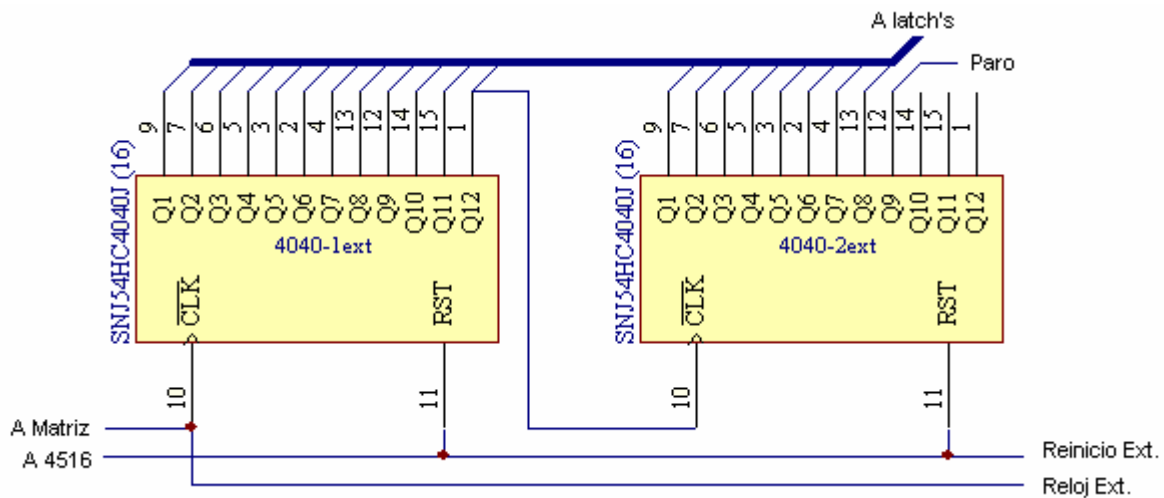 A latch's
Paro
9 7 6 5 3 2 4 13 12 14 15 1
9 7 6 5 3 2 4 13 12 14 15 1
SNJ54HC4040J (16)
Q1 Q2 Q3 Q4 Q5 Q6 Q7 Q8 Q9 Q10 Q11 Q12
4040-1ext
CLK
RST
SNJ54HC4040J (16)
Q1 Q2 Q3 Q4 Q5 Q6 Q7 Q8 Q9 Q10 Q11 Q12
4040-2ext
CLK
RST
10
11
10
11
A Matriz
A 4516
Reinicio Ext.
Reloj Ext.